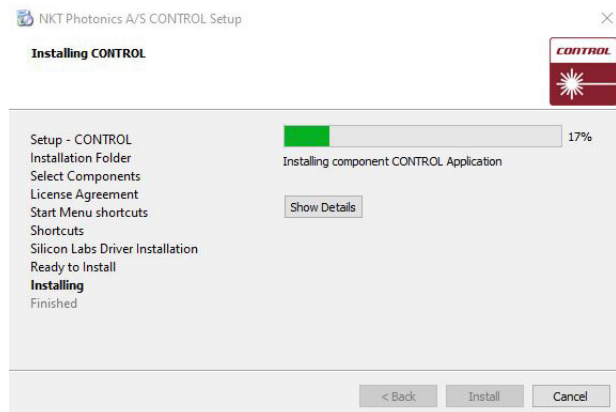 NKT Photonics A/S CONTROL Setup
Installing CONTROL
CONTROL
Setup - CONTROL
Installation Folder
Select Components
License Agreement
Start Menu shortcuts
Shortcuts
Silicon Labs Driver Installation
Ready to Install
Installing
Finished
17%
Installing component CONTROL Application
Show Details
< Back
Install
Cancel